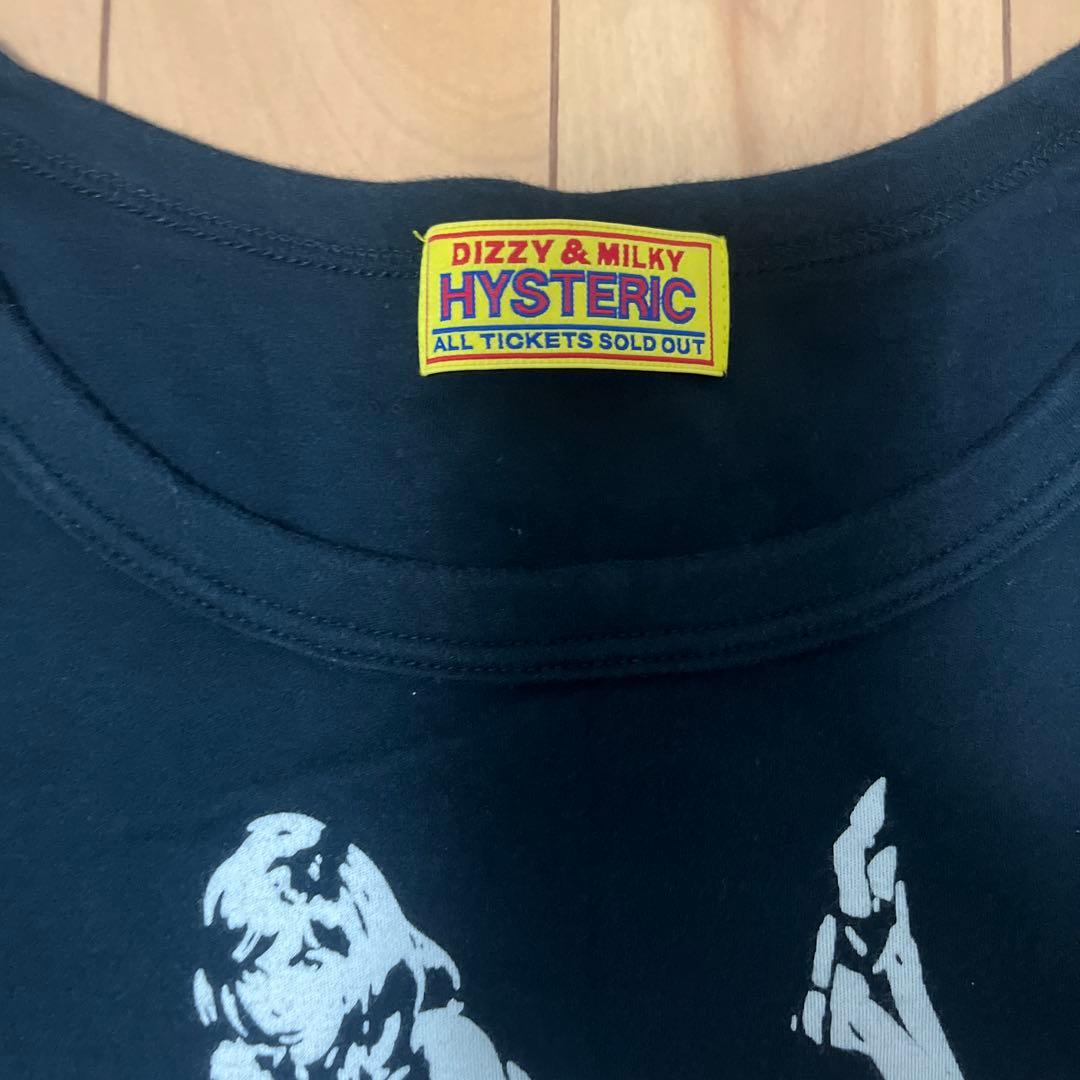 DIZZY & MILKY
HYSTERIC
ALL TICKETS SOLD OUT